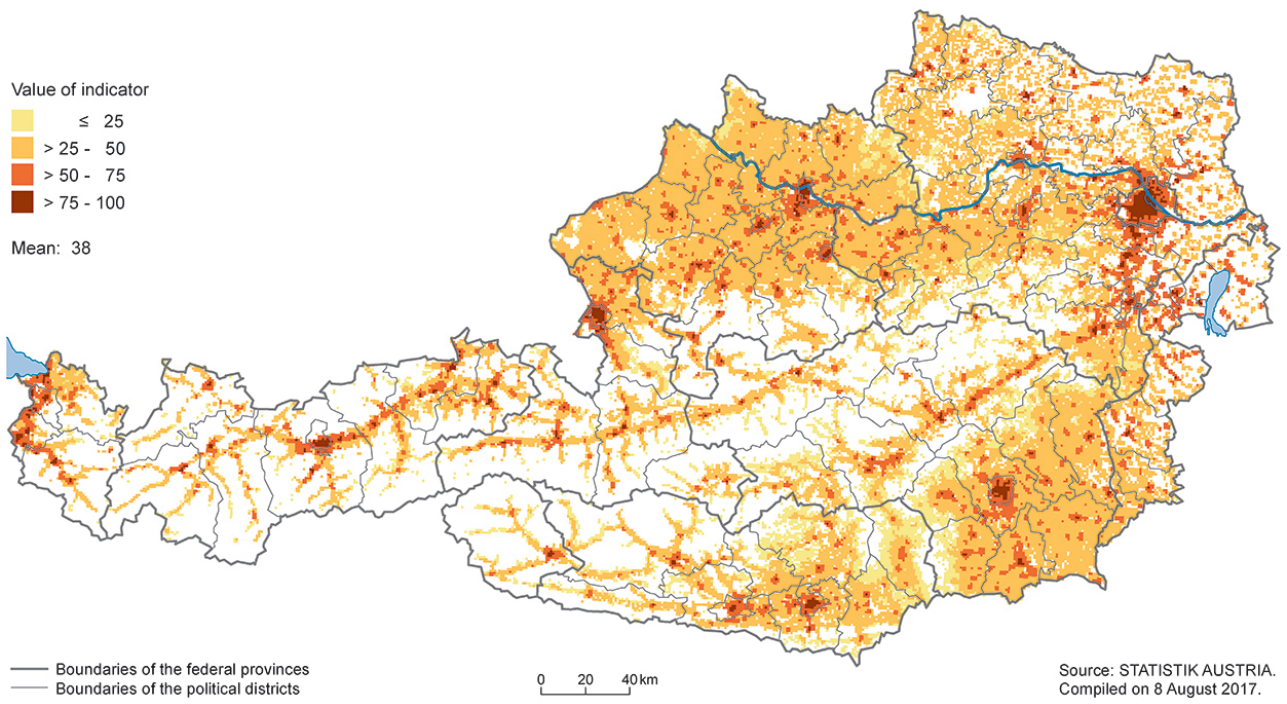 Value of indicator
≤ 25
> 25 - 50
> 50 - 75
> 75 - 100
Mean: 38
Boundaries of the federal provinces
Boundaries of the political districts
0 20 40 km
Source: STATISTIK AUSTRIA.
Compiled on 8 August 2017.